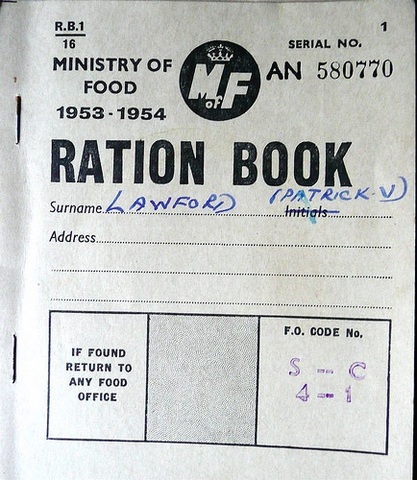 R.B.1
16
1
MINISTRY OF
FOOD
1953-1954
M of F
SERIAL NO.
AN 580770
RATION BOOK
Surname LAWFORD (PATRICK V)
Initials
Address
IF FOUND
RETURN TO
ANY FOOD
OFFICE
F.O. CODE No.
S - C
4 - 1